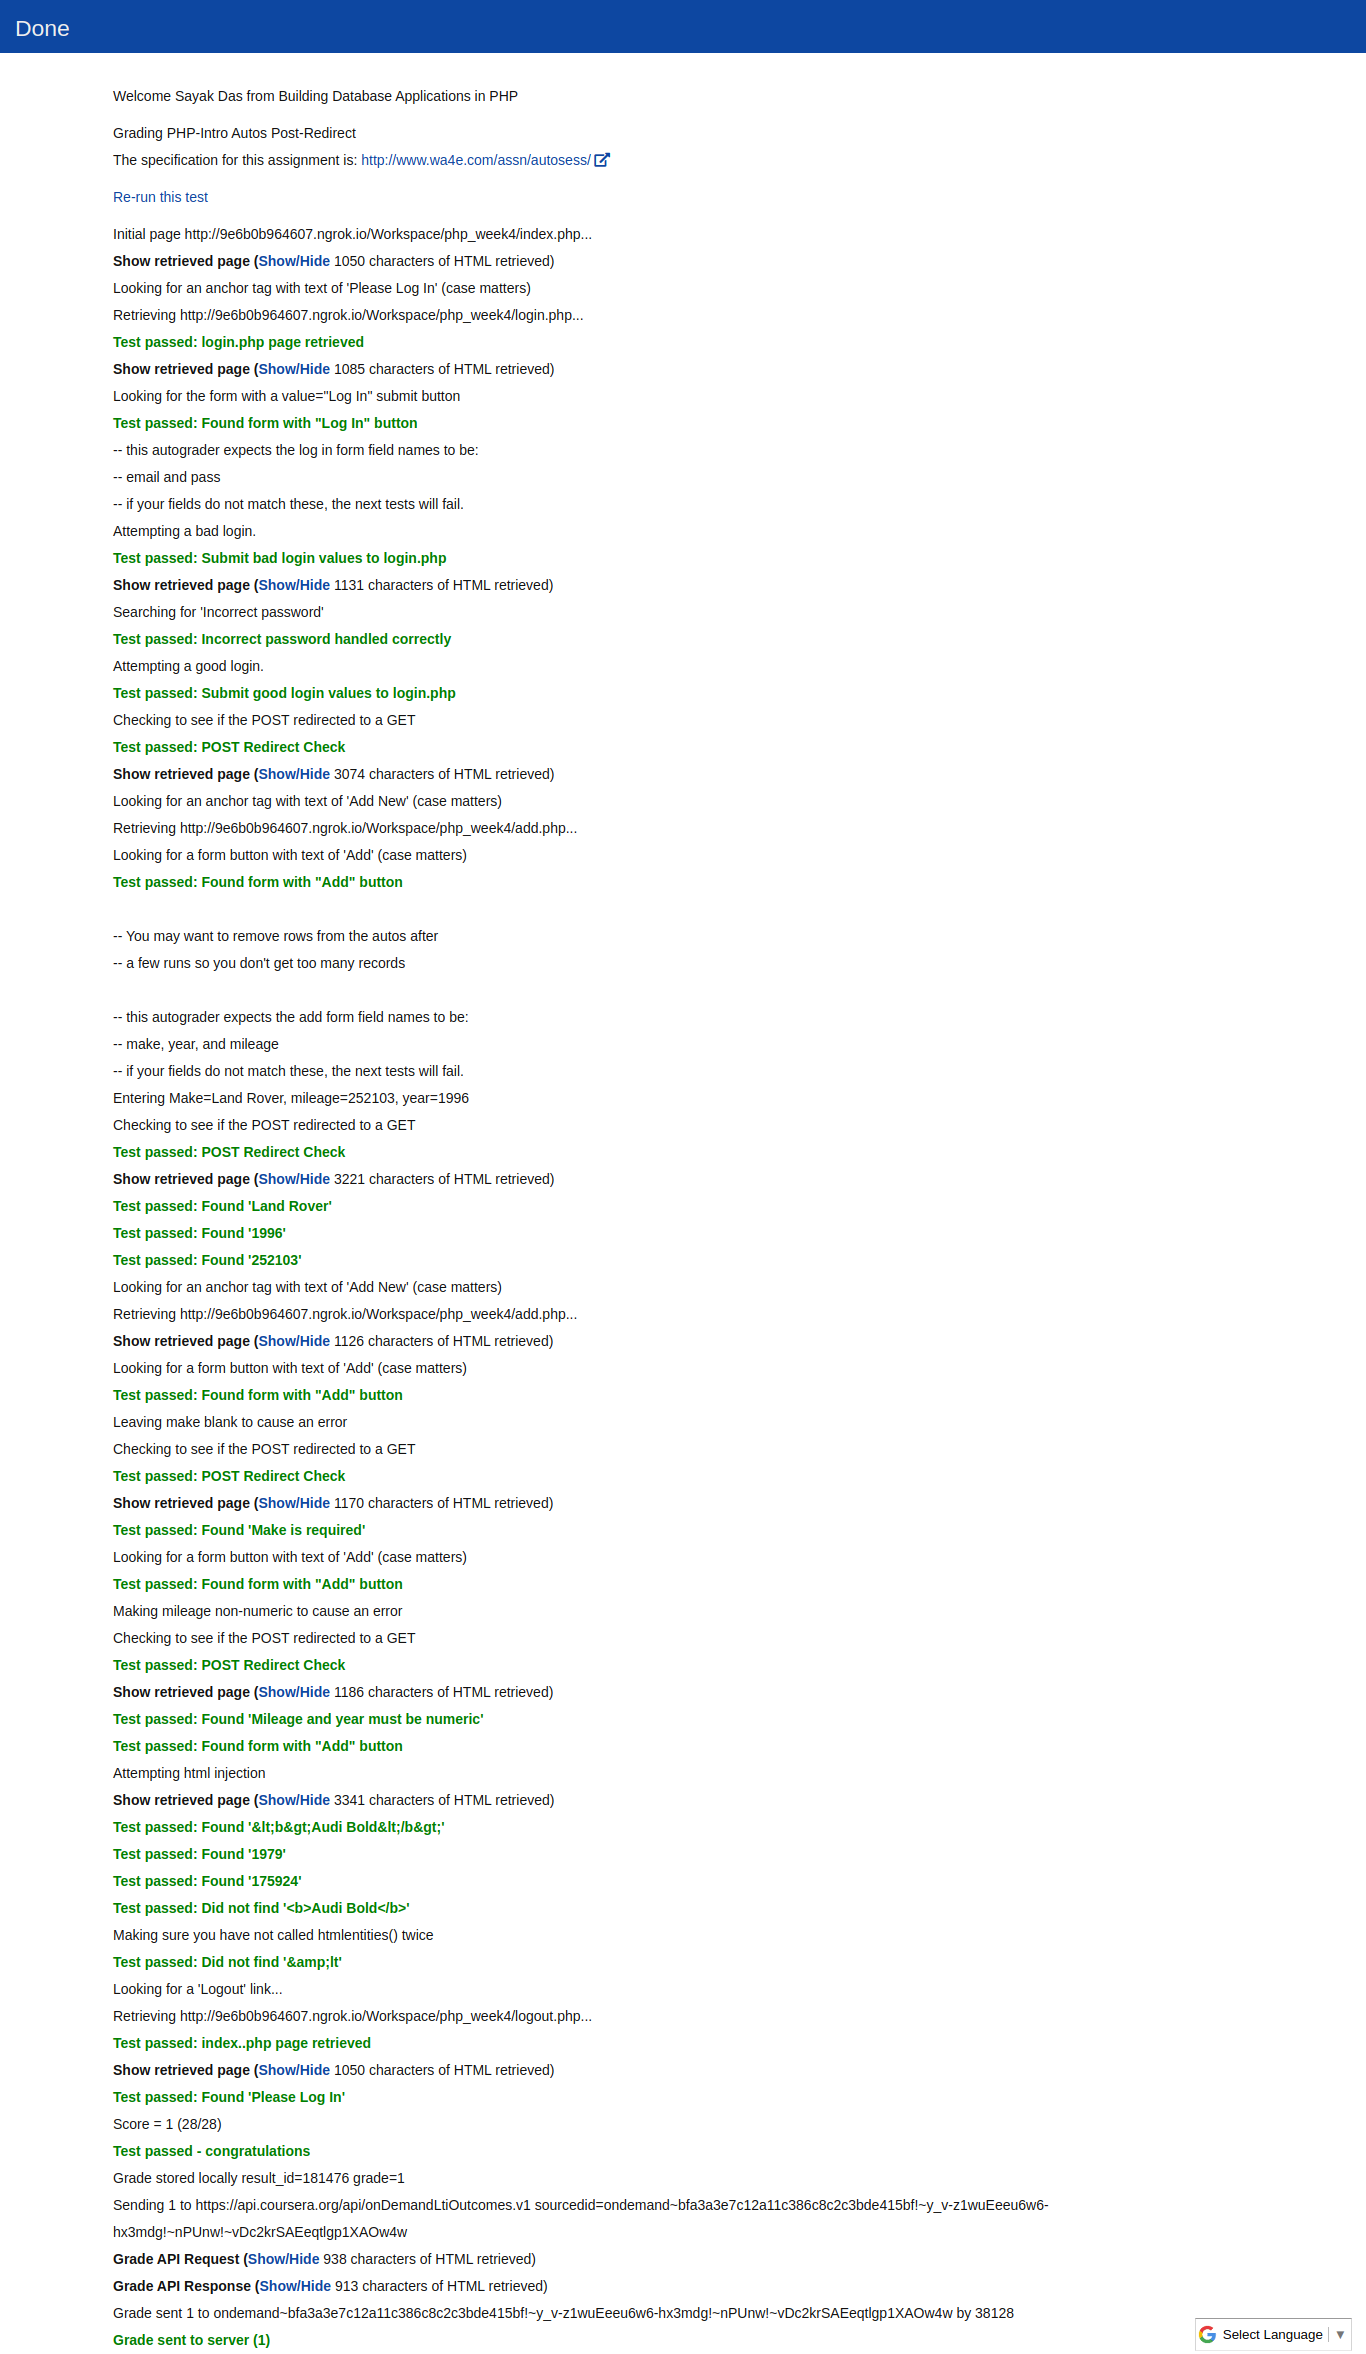 Done
Welcome Sayak Das from Building Database Applications in PHP
Grading PHP-Intro Autos Post-Redirect
The specification for this assignment is: http://www.wa4e.com/assn/autosess/
Re-run this test
Initial page http://9e6b0b964607.ngrok.io/Workspace/php_week4/index.php...
Show retrieved page (Show/Hide 1050 characters of HTML retrieved)
Looking for an anchor tag with text of 'Please Log In' (case matters)
Retrieving http://9e6b0b964607.ngrok.io/Workspace/php_week4/login.php...
Test passed: login.php page retrieved
Show retrieved page (Show/Hide 1085 characters of HTML retrieved)
Looking for the form with a value="Log In" submit button
Test passed: Found form with "Log In" button
-- this autograder expects the log in form field names to be:
-- email and pass
-- if your fields do not match these, the next tests will fail.
Attempting a bad login.
Test passed: Submit bad login values to login.php
Show retrieved page (Show/Hide 1131 characters of HTML retrieved)
Searching for 'Incorrect password'
Test passed: Incorrect password handled correctly
Attempting a good login.
Test passed: Submit good login values to login.php
Checking to see if the POST redirected to a GET
Test passed: POST Redirect Check
Show retrieved page (Show/Hide 3074 characters of HTML retrieved)
Looking for an anchor tag with text of 'Add New' (case matters)
Retrieving http://9e6b0b964607.ngrok.io/Workspace/php_week4/add.php...
Looking for a form button with text of 'Add' (case matters)
Test passed: Found form with "Add" button
-- You may want to remove rows from the autos after
-- a few runs so you don't get too many records
-- this autograder expects the add form field names to be:
-- make, year, and mileage
-- if your fields do not match these, the next tests will fail.
Entering Make=Land Rover, mileage=252103, year=1996
Checking to see if the POST redirected to a GET
Test passed: POST Redirect Check
Show retrieved page (Show/Hide 3221 characters of HTML retrieved)
Test passed: Found 'Land Rover'
Test passed: Found '1996'
Test passed: Found '252103'
Looking for an anchor tag with text of 'Add New' (case matters)
Retrieving http://9e6b0b964607.ngrok.io/Workspace/php_week4/add.php...
Show retrieved page (Show/Hide 1126 characters of HTML retrieved)
Looking for a form button with text of 'Add' (case matters)
Test passed: Found form with "Add" button
Leaving make blank to cause an error
Checking to see if the POST redirected to a GET
Test passed: POST Redirect Check
Show retrieved page (Show/Hide 1170 characters of HTML retrieved)
Test passed: Found 'Make is required'
Looking for a form button with text of 'Add' (case matters)
Test passed: Found form with "Add" button
Making mileage non-numeric to cause an error
Checking to see if the POST redirected to a GET
Test passed: POST Redirect Check
Show retrieved page (Show/Hide 1186 characters of HTML retrieved)
Test passed: Found 'Mileage and year must be numeric'
Test passed: Found form with "Add" button
Attempting html injection
Show retrieved page (Show/Hide 3341 characters of HTML retrieved)
Test passed: Found '&lt;b&gt;Audi Bold&lt;/b&gt;'
Test passed: Found '1979'
Test passed: Found '175924'
Test passed: Did not find '<b>Audi Bold</b>'
Making sure you have not called htmlentities() twice
Test passed: Did not find '&amp;lt'
Looking for a 'Logout' link...
Retrieving http://9e6b0b964607.ngrok.io/Workspace/php_week4/logout.php...
Test passed: index..php page retrieved
Show retrieved page (Show/Hide 1050 characters of HTML retrieved)
Test passed: Found 'Please Log In'
Score = 1 (28/28)
Test passed - congratulations
Grade stored locally result_id=181476 grade=1
Sending 1 to https://api.coursera.org/api/onDemandLtiOutcomes.v1 sourcedid=ondemand~bfa3a3e7c12a11c386c8c2c3bde415bf!~y_v-z1wuEeeu6w6-
hx3mdg!~nPUnw!~vDc2krSAEeqtlgp1XAOw4w
Grade API Request (Show/Hide 938 characters of HTML retrieved)
Grade API Response (Show/Hide 913 characters of HTML retrieved)
Grade sent 1 to ondemand~bfa3a3e7c12a11c386c8c2c3bde415bf!~y_v-z1wuEeeu6w6-hx3mdg!~nPUnw!~vDc2krSAEeqtlgp1XAOw4w by 38128
Grade sent to server (1)
Select Language ▼